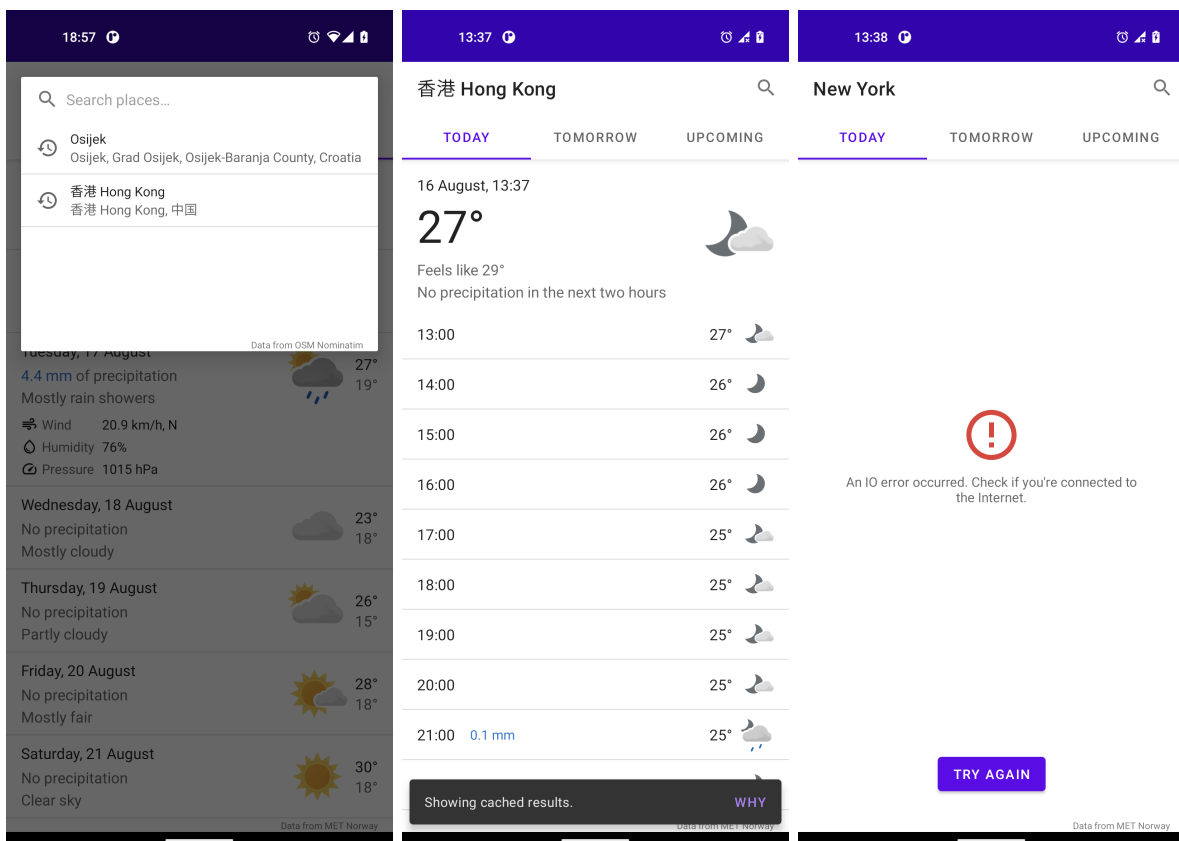 18:57
Search places…
Osijek
Osijek, Grad Osijek, Osijek-Baranja County, Croatia
香港 Hong Kong
香港 Hong Kong, 中国
Data from OSM Nominatim
Tuesday, 17 August
27°
4.4 mm of precipitation
19°
Mostly rain showers
Wind 20.9 km/h, N
Humidity 76%
Pressure 1015 hPa
Wednesday, 18 August
23°
No precipitation
18°
Mostly cloudy
Thursday, 19 August
26°
No precipitation
15°
Partly cloudy
Friday, 20 August
28°
No precipitation
18°
Mostly fair
Saturday, 21 August
30°
No precipitation
18°
Clear sky
Data from MET Norway
13:37
香港 Hong Kong
TODAY TOMORROW UPCOMING
16 August, 13:37
27°
Feels like 29°
No precipitation in the next two hours
13:00 27°
14:00 26°
15:00 26°
16:00 26°
17:00 25°
18:00 25°
19:00 25°
20:00 25°
21:00 0.1 mm 25°
Showing cached results. WHY
Data from MET Norway
13:38
New York
TODAY TOMORROW UPCOMING
An IO error occurred. Check if you're connected to
the Internet.
TRY AGAIN
Data from MET Norway